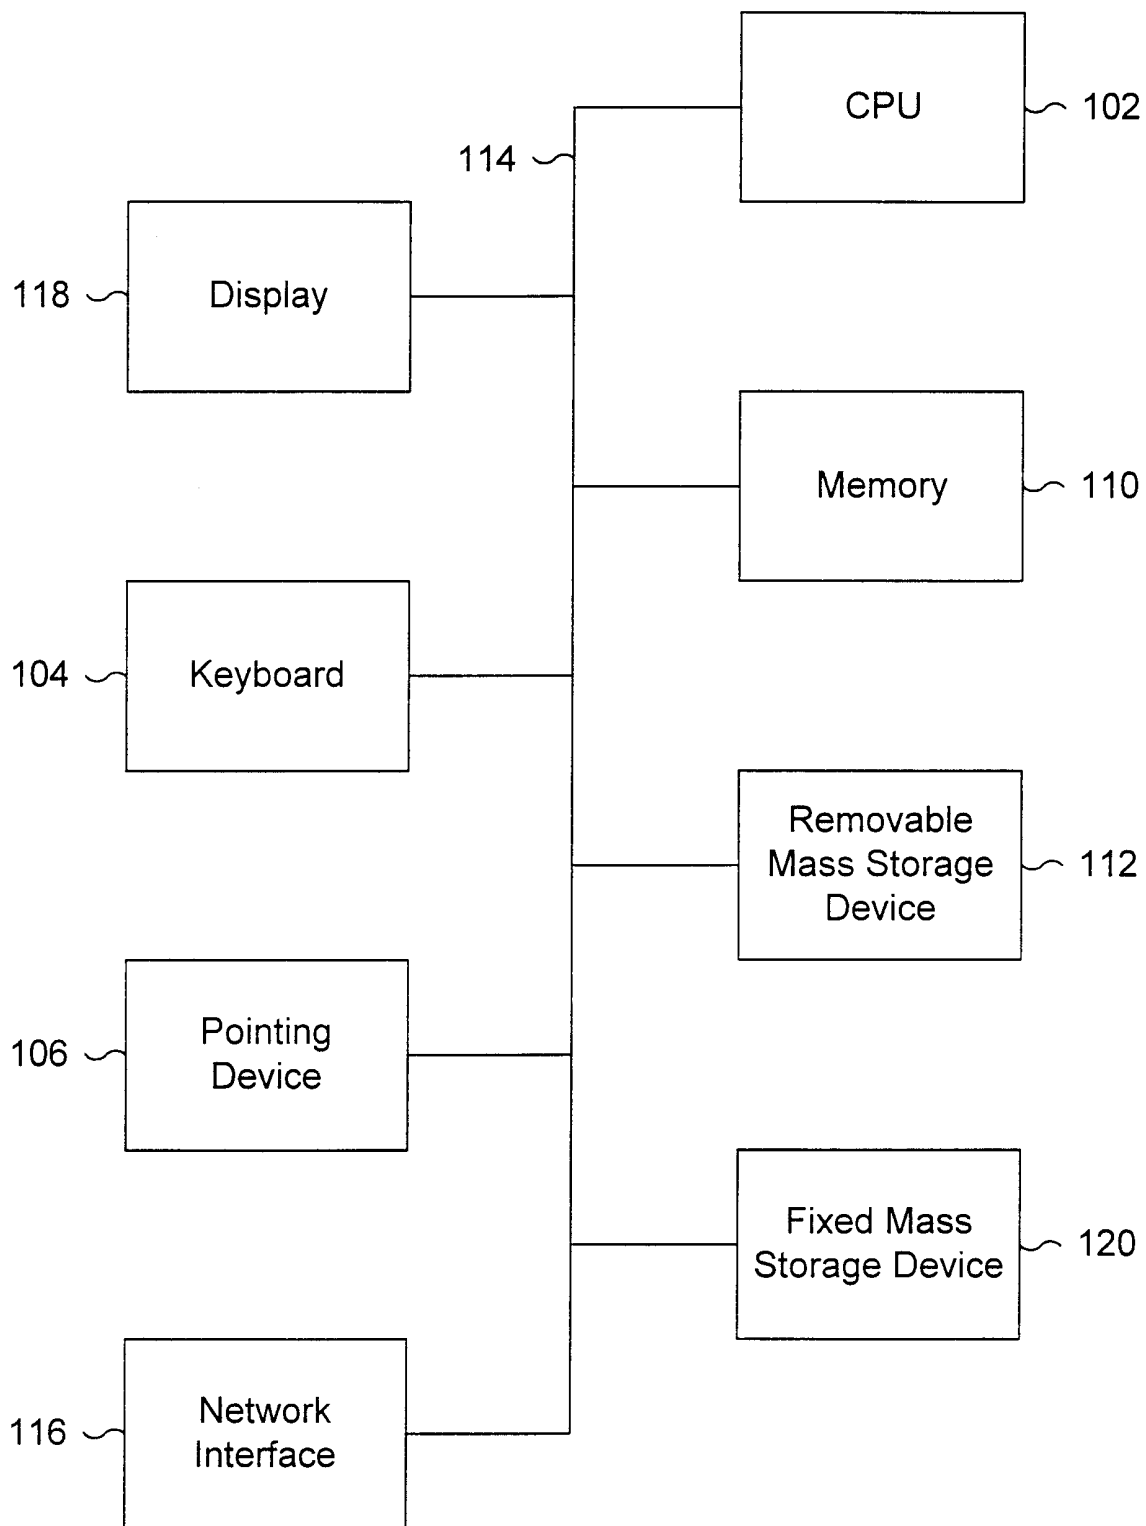 CPU
102
114
118
Display
Memory
110
104
Keyboard
Removable
Mass Storage
Device
112
106
Pointing
Device
Fixed Mass
Storage Device
120
116
Network
Interface